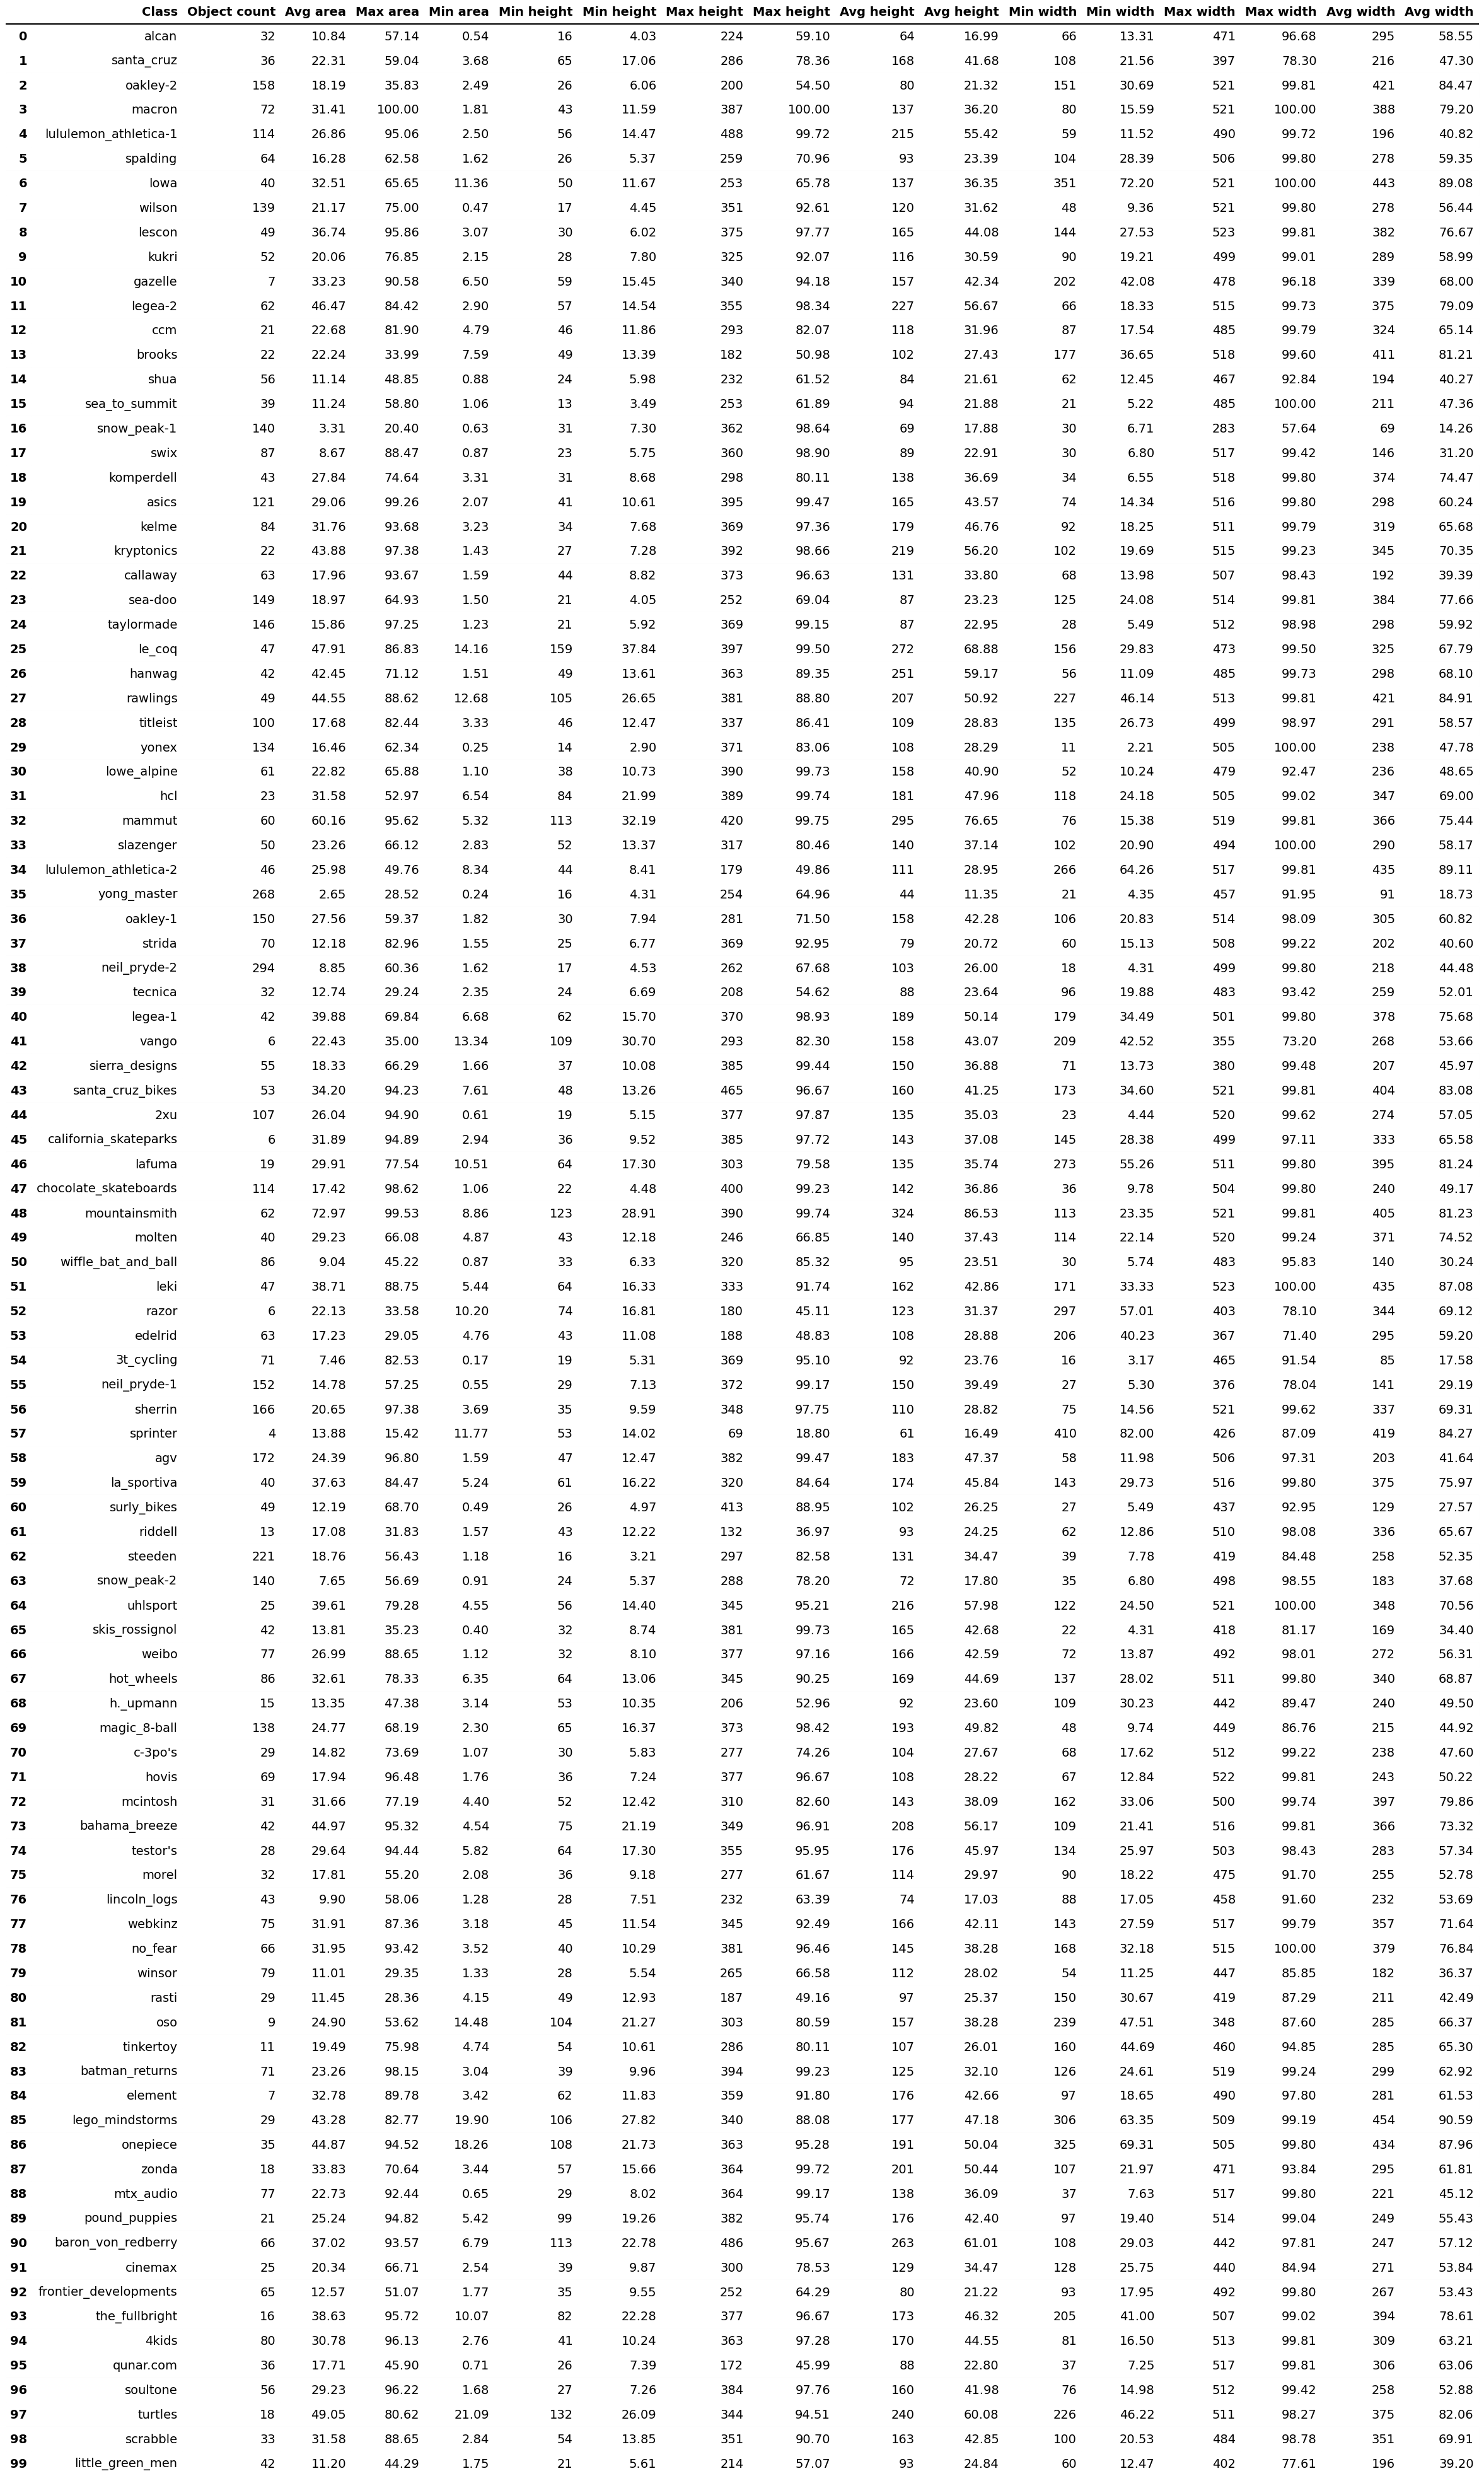 Class Object count Avg area Max area Min area Min height Min height Max height Max height Avg height Avg height Min width Min width Max width Max width Avg width Avg width
0 alcan 32 10.84 57.14 0.54 16 4.03 224 59.10 64 16.99 66 13.31 471 96.68 295 58.55
1 santa_cruz 36 22.31 59.04 3.68 65 17.06 286 78.36 168 41.68 108 21.56 397 78.30 216 47.30
2 oakley-2 158 18.19 35.83 2.49 26 6.06 200 54.50 80 21.32 151 30.69 521 99.81 421 84.47
3 macron 72 31.41 100.00 1.81 43 11.59 387 100.00 137 36.20 80 15.59 521 100.00 388 79.20
4 lululemon_athletica-1 114 26.86 95.06 2.50 56 14.47 488 99.72 215 55.42 59 11.52 490 99.72 196 40.82
5 spalding 64 16.28 62.58 1.62 26 5.37 259 70.96 93 23.39 104 28.39 506 99.80 278 59.35
6 lowa 40 32.51 65.65 11.36 50 11.67 253 65.78 137 36.35 351 72.20 521 100.00 443 89.08
7 wilson 139 21.17 75.00 0.47 17 4.45 351 92.61 120 31.62 48 9.36 521 99.80 278 56.44
8 lescon 49 36.74 95.86 3.07 30 6.02 375 97.77 165 44.08 144 27.53 523 99.81 382 76.67
9 kukri 52 20.06 76.85 2.15 28 7.80 325 92.07 116 30.59 90 19.21 499 99.01 289 58.99
10 gazelle 7 33.23 90.58 6.50 59 15.45 340 94.18 157 42.34 202 42.08 478 96.18 339 68.00
11 legea-2 62 46.47 84.42 2.90 57 14.54 355 98.34 227 56.67 66 18.33 515 99.73 375 79.09
12 ccm 21 22.68 81.90 4.79 46 11.86 293 82.07 118 31.96 87 17.54 485 99.79 324 65.14
13 brooks 22 22.24 33.99 7.59 49 13.39 182 50.98 102 27.43 177 36.65 518 99.60 411 81.21
14 shua 56 11.14 48.85 0.88 24 5.98 232 61.52 84 21.61 62 12.45 467 92.84 194 40.27
15 sea_to_summit 39 11.24 58.80 1.06 13 3.49 253 61.89 94 21.88 21 5.22 485 100.00 211 47.36
16 snow_peak-1 140 3.31 20.40 0.63 31 7.30 362 98.64 69 17.88 30 6.71 283 57.64 69 14.26
17 swix 87 8.67 88.47 0.87 23 5.75 360 98.90 89 22.91 30 6.80 517 99.42 146 31.20
18 komperdell 43 27.84 74.64 3.31 31 8.68 298 80.11 138 36.69 34 6.55 518 99.80 374 74.47
19 asics 121 29.06 99.26 2.07 41 10.61 395 99.47 165 43.57 74 14.34 516 99.80 298 60.24
20 kelme 84 31.76 93.68 3.23 34 7.68 369 97.36 179 46.76 92 18.25 511 99.79 319 65.68
21 kryptonics 22 43.88 97.38 1.43 27 7.28 392 98.66 219 56.20 102 19.69 515 99.23 345 70.35
22 callaway 63 17.96 93.67 1.59 44 8.82 373 96.63 131 33.80 68 13.98 507 98.43 192 39.39
23 sea-doo 149 18.97 64.93 1.50 21 4.05 252 69.04 87 23.23 125 24.08 514 99.81 384 77.66
24 taylormade 146 15.86 97.25 1.23 21 5.92 369 99.15 87 22.95 28 5.49 512 98.98 298 59.92
25 le_coq 47 47.91 86.83 14.16 159 37.84 397 99.50 272 68.88 156 29.83 473 99.50 325 67.79
26 hanwag 42 42.45 71.12 1.51 49 13.61 363 89.35 251 59.17 56 11.09 485 99.73 298 68.10
27 rawlings 49 44.55 88.62 12.68 105 26.65 381 88.80 207 50.92 227 46.14 513 99.81 421 84.91
28 titleist 100 17.68 82.44 3.33 46 12.47 337 86.41 109 28.83 135 26.73 499 98.97 291 58.57
29 yonex 134 16.46 62.34 0.25 14 2.90 371 83.06 108 28.29 11 2.21 505 100.00 238 47.78
30 lowe_alpine 61 22.82 65.88 1.10 38 10.73 390 99.73 158 40.90 52 10.24 479 92.47 236 48.65
31 hcl 23 31.58 52.97 6.54 84 21.99 389 99.74 181 47.96 118 24.18 505 99.02 347 69.00
32 mammut 60 60.16 95.62 5.32 113 32.19 420 99.75 295 76.65 76 15.38 519 99.81 366 75.44
33 slazenger 50 23.26 66.12 2.83 52 13.37 317 80.46 140 37.14 102 20.90 494 100.00 290 58.17
34 lululemon_athletica-2 46 25.98 49.76 8.34 44 8.41 179 49.86 111 28.95 266 64.26 517 99.81 435 89.11
35 yong_master 268 2.65 28.52 0.24 16 4.31 254 64.96 44 11.35 21 4.35 457 91.95 91 18.73
36 oakley-1 150 27.56 59.37 1.82 30 7.94 281 71.50 158 42.28 106 20.83 514 98.09 305 60.82
37 strida 70 12.18 82.96 1.55 25 6.77 369 92.95 79 20.72 60 15.13 508 99.22 202 40.60
38 neil_pryde-2 294 8.85 60.36 1.62 17 4.53 262 67.68 103 26.00 18 4.31 499 99.80 218 44.48
39 tecnica 32 12.74 29.24 2.35 24 6.69 208 54.62 88 23.64 96 19.88 483 93.42 259 52.01
40 legea-1 42 39.88 69.84 6.68 62 15.70 370 98.93 189 50.14 179 34.49 501 99.80 378 75.68
41 vango 6 22.43 35.00 13.34 109 30.70 293 82.30 158 43.07 209 42.52 355 73.20 268 53.66
42 sierra_designs 55 18.33 66.29 1.66 37 10.08 385 99.44 150 36.88 71 13.73 380 99.48 207 45.97
43 santa_cruz_bikes 53 34.20 94.23 7.61 48 13.26 465 96.67 160 41.25 173 34.60 521 99.81 404 83.08
44 2xu 107 26.04 94.90 0.61 19 5.15 377 97.87 135 35.03 23 4.44 520 99.62 274 57.05
45 california_skateparks 6 31.89 94.89 2.94 36 9.52 385 97.72 143 37.08 145 28.38 499 97.11 333 65.58
46 lafuma 19 29.91 77.54 10.51 64 17.30 303 79.58 135 35.74 273 55.26 511 99.80 395 81.24
47 chocolate_skateboards 114 17.42 98.62 1.06 22 4.48 400 99.23 142 36.86 36 9.78 504 99.80 240 49.17
48 mountainsmith 62 72.97 99.53 8.86 123 28.91 390 99.74 324 86.53 113 23.35 521 99.81 405 81.23
49 molten 40 29.23 66.08 4.87 43 12.18 246 66.85 140 37.43 114 22.14 520 99.24 371 74.52
50 wiffle_bat_and_ball 86 9.04 45.22 0.87 33 6.33 320 85.32 95 23.51 30 5.74 483 95.83 140 30.24
51 leki 47 38.71 88.75 5.44 64 16.33 333 91.74 162 42.86 171 33.33 523 100.00 435 87.08
52 razor 6 22.13 33.58 10.20 74 16.81 180 45.11 123 31.37 297 57.01 403 78.10 344 69.12
53 edelrid 63 17.23 29.05 4.76 43 11.08 188 48.83 108 28.88 206 40.23 367 71.40 295 59.20
54 3t_cycling 71 7.46 82.53 0.17 19 5.31 369 95.10 92 23.76 16 3.17 465 91.54 85 17.58
55 neil_pryde-1 152 14.78 57.25 0.55 29 7.13 372 99.17 150 39.49 27 5.30 376 78.04 141 29.19
56 sherrin 166 20.65 97.38 3.69 35 9.59 348 97.75 110 28.82 75 14.56 521 99.62 337 69.31
57 sprinter 4 13.88 15.42 11.77 53 14.02 69 18.80 61 16.49 410 82.00 426 87.09 419 84.27
58 agv 172 24.39 96.80 1.59 47 12.47 382 99.47 183 47.37 58 11.98 506 97.31 203 41.64
59 la_sportiva 40 37.63 84.47 5.24 61 16.22 320 84.64 174 45.84 143 29.73 516 99.80 375 75.97
60 surly_bikes 49 12.19 68.70 0.49 26 4.97 413 88.95 102 26.25 27 5.49 437 92.95 129 27.57
61 riddell 13 17.08 31.83 1.57 43 12.22 132 36.97 93 24.25 62 12.86 510 98.08 336 65.67
62 steeden 221 18.76 56.43 1.18 16 3.21 297 82.58 131 34.47 39 7.78 419 84.48 258 52.35
63 snow_peak-2 140 7.65 56.69 0.91 24 5.37 288 78.20 72 17.80 35 6.80 498 98.55 183 37.68
64 uhlsport 25 39.61 79.28 4.55 56 14.40 345 95.21 216 57.98 122 24.50 521 100.00 348 70.56
65 skis_rossignol 42 13.81 35.23 0.40 32 8.74 381 99.73 165 42.68 22 4.31 418 81.17 169 34.40
66 weibo 77 26.99 88.65 1.12 32 8.10 377 97.16 166 42.59 72 13.87 492 98.01 272 56.31
67 hot_wheels 86 32.61 78.33 6.35 64 13.06 345 90.25 169 44.69 137 28.02 511 99.80 340 68.87
68 h._upmann 15 13.35 47.38 3.14 53 10.35 206 52.96 92 23.60 109 30.23 442 89.47 240 49.50
69 magic_8-ball 138 24.77 68.19 2.30 65 16.37 373 98.42 193 49.82 48 9.74 449 86.76 215 44.92
70 c-3po's 29 14.82 73.69 1.07 30 5.83 277 74.26 104 27.67 68 17.62 512 99.22 238 47.60
71 hovis 69 17.94 96.48 1.76 36 7.24 377 96.67 108 28.22 67 12.84 522 99.81 243 50.22
72 mcintosh 31 31.66 77.19 4.40 52 12.42 310 82.60 143 38.09 162 33.06 500 99.74 397 79.86
73 bahama_breeze 42 44.97 95.32 4.54 75 21.19 349 96.91 208 56.17 109 21.41 516 99.81 366 73.32
74 testor's 28 29.64 94.44 5.82 64 17.30 355 95.95 176 45.97 134 25.97 503 98.43 283 57.34
75 morel 32 17.81 55.20 2.08 36 9.18 277 61.67 114 29.97 90 18.22 475 91.70 255 52.78
76 lincoln_logs 43 9.90 58.06 1.28 28 7.51 232 63.39 74 17.03 88 17.05 458 91.60 232 53.69
77 webkinz 75 31.91 87.36 3.18 45 11.54 345 92.49 166 42.11 143 27.59 517 99.79 357 71.64
78 no_fear 66 31.95 93.42 3.52 40 10.29 381 96.46 145 38.28 168 32.18 515 100.00 379 76.84
79 winsor 79 11.01 29.35 1.33 28 5.54 265 66.58 112 28.02 54 11.25 447 85.85 182 36.37
80 rasti 29 11.45 28.36 4.15 49 12.93 187 49.16 97 25.37 150 30.67 419 87.29 211 42.49
81 oso 9 24.90 53.62 14.48 104 21.27 303 80.59 157 38.28 239 47.51 348 87.60 285 66.37
82 tinkertoy 11 19.49 75.98 4.74 54 10.61 286 80.11 107 26.01 160 44.69 460 94.85 285 65.30
83 batman_returns 71 23.26 98.15 3.04 39 9.96 394 99.23 125 32.10 126 24.61 519 99.24 299 62.92
84 element 7 32.78 89.78 3.42 62 11.83 359 91.80 176 42.66 97 18.65 490 97.80 281 61.53
85 lego_mindstorms 29 43.28 82.77 19.90 106 27.82 340 88.08 177 47.18 306 63.35 509 99.19 454 90.59
86 onepiece 35 44.87 94.52 18.26 108 21.73 363 95.28 191 50.04 325 69.31 505 99.80 434 87.96
87 zonda 18 33.83 70.64 3.44 57 15.66 364 99.72 201 50.44 107 21.97 471 93.84 295 61.81
88 mtx_audio 77 22.73 92.44 0.65 29 8.02 364 99.17 138 36.09 37 7.63 517 99.80 221 45.12
89 pound_puppies 21 25.24 94.82 5.42 99 19.26 382 95.74 176 42.40 97 19.40 514 99.04 249 55.43
90 baron_von_redberry 66 37.02 93.57 6.79 113 22.78 486 95.67 263 61.01 108 29.03 442 97.81 247 57.12
91 cinemax 25 20.34 66.71 2.54 39 9.87 300 78.53 129 34.47 128 25.75 440 84.94 271 53.84
92 frontier_developments 65 12.57 51.07 1.77 35 9.55 252 64.29 80 21.22 93 17.95 492 99.80 267 53.43
93 the_fullbright 16 38.63 95.72 10.07 82 22.28 377 96.67 173 46.32 205 41.00 507 99.02 394 78.61
94 4kids 80 30.78 96.13 2.76 41 10.24 363 97.28 170 44.55 81 16.50 513 99.81 309 63.21
95 qunar.com 36 17.71 45.90 0.71 26 7.39 172 45.99 88 22.80 37 7.25 517 99.81 306 63.06
96 soultone 56 29.23 96.22 1.68 27 7.26 384 97.76 160 41.98 76 14.98 512 99.42 258 52.88
97 turtles 18 49.05 80.62 21.09 132 26.09 344 94.51 240 60.08 226 46.22 511 98.27 375 82.06
98 scrabble 33 31.58 88.65 2.84 54 13.85 351 90.70 163 42.85 100 20.53 484 98.78 351 69.91
99 little_green_men 42 11.20 44.29 1.75 21 5.61 214 57.07 93 24.84 60 12.47 402 77.61 196 39.20